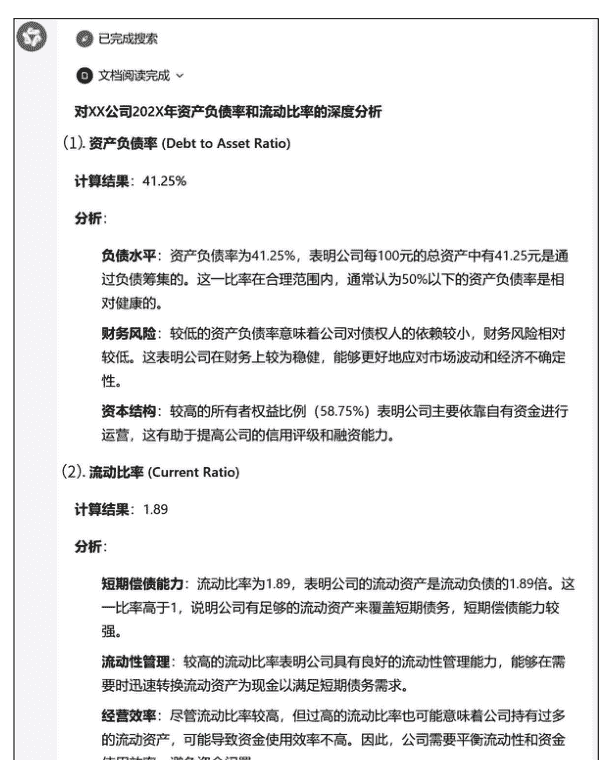 已完成搜索
文档阅读完成
对XX公司202X年资产负债率和流动比率的深度分析
(1). 资产负债率 (Debt to Asset Ratio)
计算结果：41.25%
分析：
负债水平：资产负债率为41.25%，表明公司每100元的总资产中有41.25元是通
过负债筹集的。这一比率在合理范围内，通常认为50%以下的资产负债率是相
对健康的。
财务风险：较低的资产负债率意味着公司对债权人的依赖较小，财务风险相对
较低。这表明公司在财务上较为稳健，能够更好地应对市场波动和经济不确定
性。
资本结构：较高的所有者权益比例（58.75%）表明公司主要依靠自有资金进行
运营，这有助于提高公司的信用评级和融资能力。
(2). 流动比率 (Current Ratio)
计算结果：1.89
分析：
短期偿债能力：流动比率为1.89，表明公司的流动资产是流动负债的1.89倍。这
一比率高于1，说明公司有足够的流动资产来覆盖短期债务，短期偿债能力较
强。
流动性管理：较高的流动比率表明公司具有良好的流动性管理能力，能够在需
要时迅速转换流动资产为现金以满足短期债务需求。
经营效率：尽管流动比率较高，但过高的流动比率也可能意味着公司持有过多
的流动资产，可能导致资金使用效率不高。因此，公司需要平衡流动性和资金